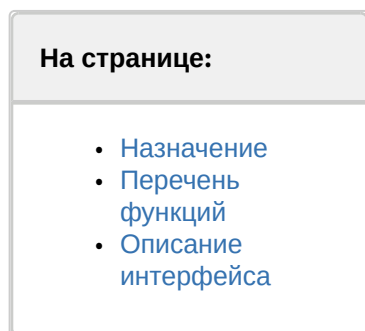 На странице:
• Назначение
• Перечень
функций
• Описание
интерфейса